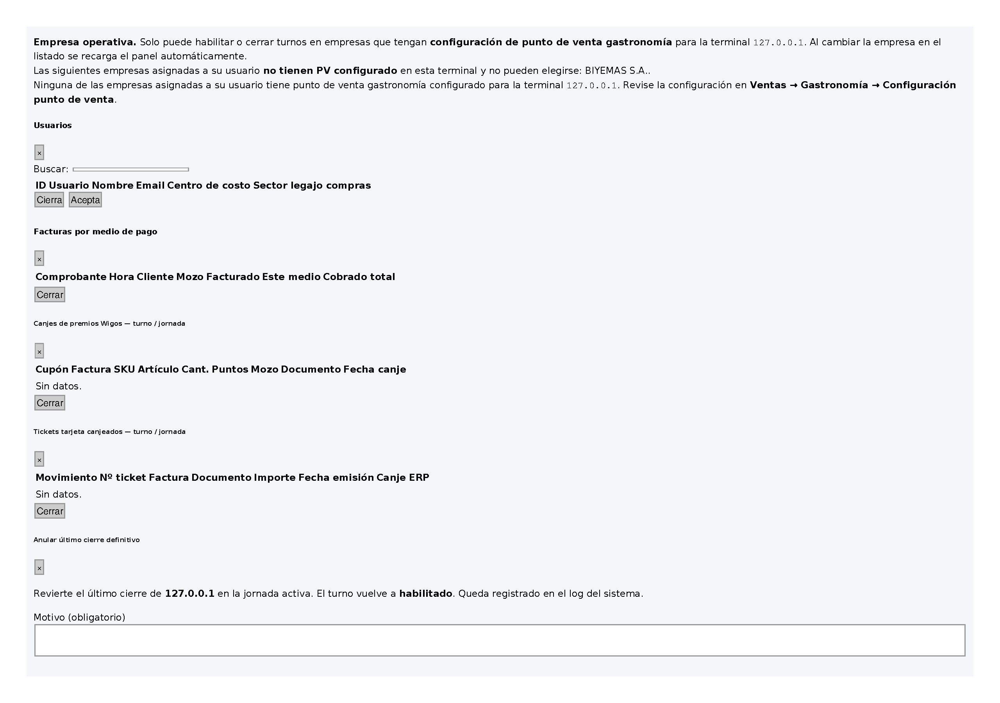 Empresa operativa. Solo puede habilitar o cerrar turnos en empresas que tengan configuración de punto de venta gastronomía para la terminal 127.0.0.1. Al cambiar la empresa en el
listado se recarga el panel automáticamente.
Las siguientes empresas asignadas a su usuario no tienen PV configurado en esta terminal y no pueden elegirse: BIYEMAS S.A..
Ninguna de las empresas asignadas a su usuario tiene punto de venta gastronomía configurado para la terminal 127.0.0.1. Revise la configuración en Ventas → Gastronomía → Configuración
punto de venta.
Usuarios
×
Buscar:
ID Usuario Nombre Email Centro de costo Sector legajo compras
Cierra Acepta
Facturas por medio de pago
×
Comprobante Hora Cliente Mozo Facturado Este medio Cobrado total
Cerrar
Canjes de premios Wigos — turno / jornada
×
Cupón Factura SKU Artículo Cant. Puntos Mozo Documento Fecha canje
Sin datos.
Cerrar
Tickets tarjeta canjeados — turno / jornada
×
Movimiento Nº ticket Factura Documento Importe Fecha emisión Canje ERP
Sin datos.
Cerrar
Anular último cierre definitivo
×
Revierte el último cierre de 127.0.0.1 en la jornada activa. El turno vuelve a habilitado. Queda registrado en el log del sistema.
Motivo (obligatorio)